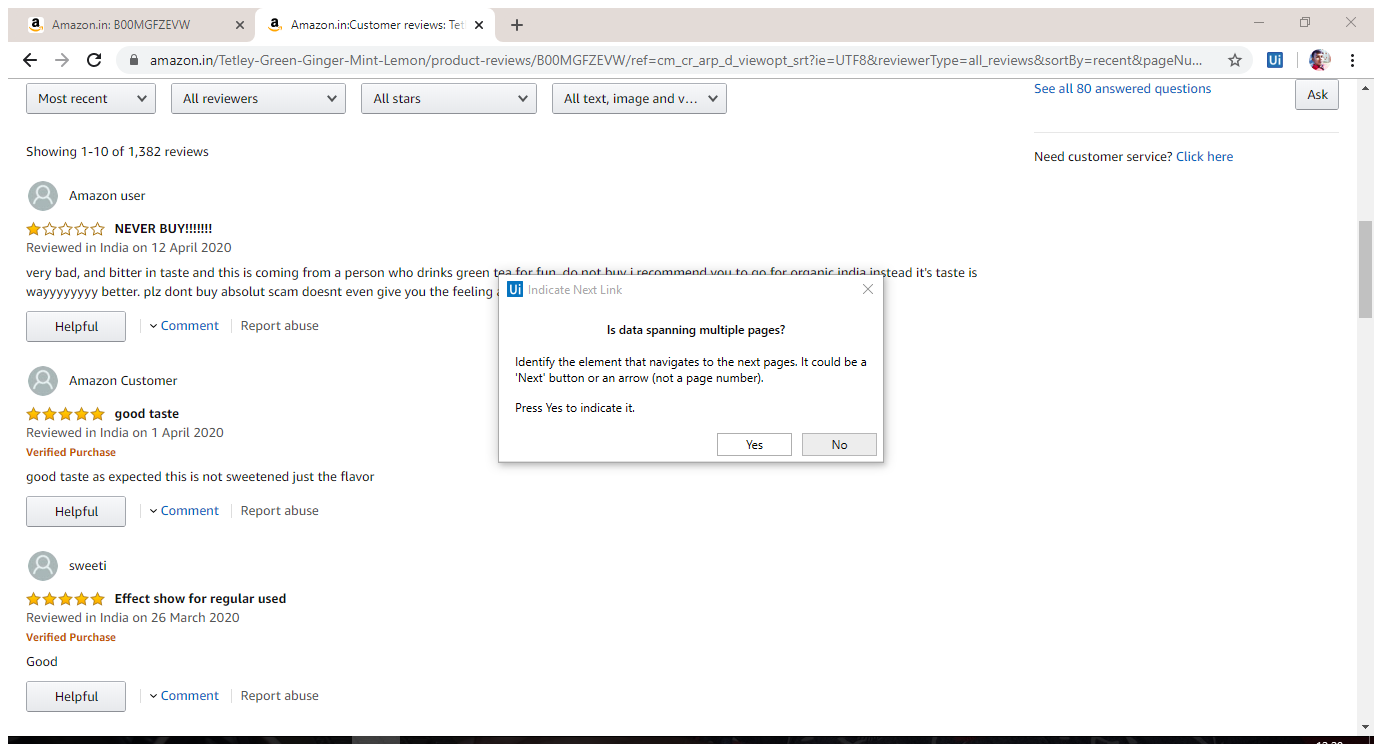 Amazon.in: B00MGFZEVW
Amazon.in:Customer reviews: Tet
amazon.in/Tetley-Green-Ginger-Mint-Lemon/product-reviews/B00MGFZEVW/ref=cm_cr_arp_d_viewopt_srt?ie=UTF8&reviewerType=all_reviews&sortBy=recent&pageNu...
Ui
Most recent
All reviewers
All stars
All text, image and v...
See all 80 answered questions
Ask
Showing 1-10 of 1,382 reviews
Need customer service? Click here
Amazon user
NEVER BUY!!!!!!!
Reviewed in India on 12 April 2020
very bad, and bitter in taste and this is coming from a person who drinks green tea for fun. do not buy i recommend you to go for organic india instead it's taste is
wayyyyyyyy better. plz dont buy absolut scam doesnt even give you the feeling
Helpful
Comment
Report abuse
Ui Indicate Next Link
Is data spanning multiple pages?
Identify the element that navigates to the next pages. It could be a
'Next' button or an arrow (not a page number).
Press Yes to indicate it.
Yes
No
Amazon Customer
good taste
Reviewed in India on 1 April 2020
Verified Purchase
good taste as expected this is not sweetened just the flavor
Helpful
Comment
Report abuse
sweeti
Effect show for regular used
Reviewed in India on 26 March 2020
Verified Purchase
Good
Helpful
Comment
Report abuse